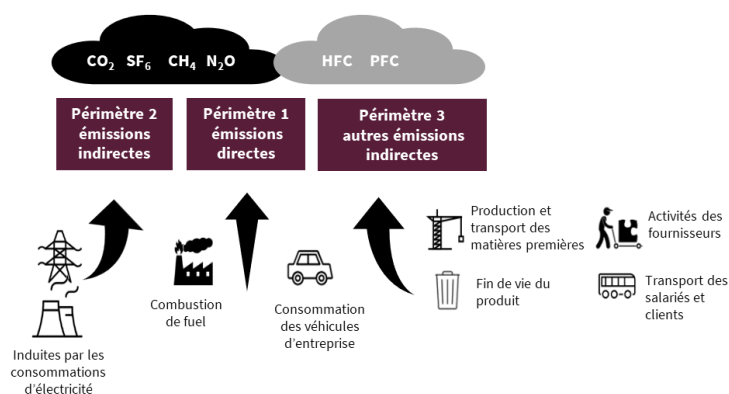 CO2 SF6 CH4 N2O
HFC PFC
Périmètre 2
émissions
indirectes
Périmètre 1
émissions
directes
Périmètre 3
autres émissions
indirectes
Production et
transport des
matières premières
Activités des
fournisseurs
Fin de vie du
produit
Transport des
salariés et
clients
Combustion
de fuel
Consommation
des véhicules
d'entreprise
Induites par les
consommations
d'électricité